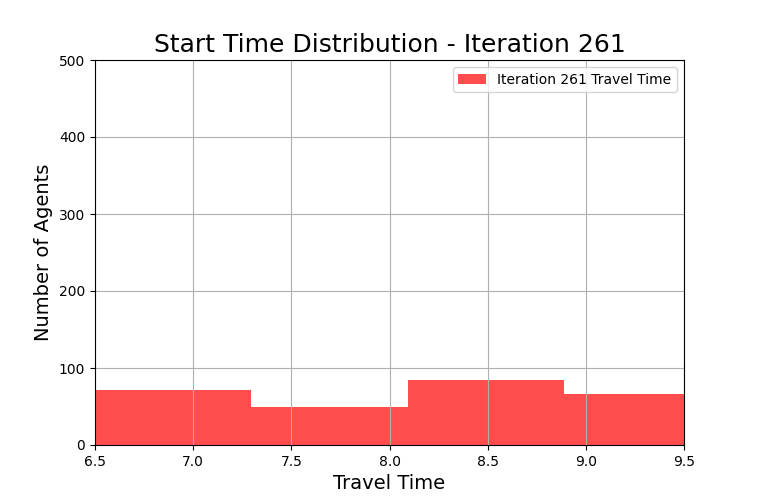 Start Time Distribution - Iteration 261
Iteration 261 Travel Time
Number of Agents
500
400
300
200
100
0
6.5 7.0 7.5 8.0 8.5 9.0 9.5
Travel Time